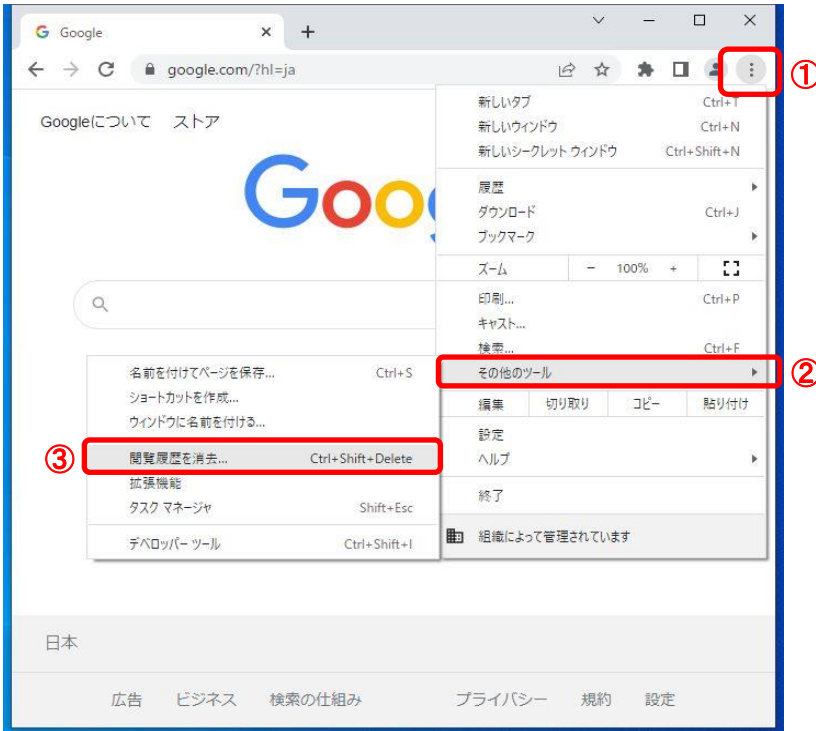 Google
google.com/?hl=ja
①
Googleについて ストア
新しいタブ Ctrl+T
新しいウィンドウ Ctrl+N
新しいシークレット ウィンドウ Ctrl+Shift+N
履歴
ダウンロード Ctrl+J
ブックマーク
ズーム － 100% +
印刷... Ctrl+P
キャスト...
検索... Ctrl+F
その他のツール
②
編集 切り取り コピー 貼り付け
設定
ヘルプ
終了
組織によって管理されています
名前を付けてページを保存... Ctrl+S
ショートカットを作成...
ウィンドウに名前を付ける...
③
閲覧履歴を消去... Ctrl+Shift+Delete
拡張機能
タスク マネージャ Shift+Esc
デベロッパー ツール Ctrl+Shift+I
日本
広告 ビジネス 検索の仕組み プライバシー 規約 設定